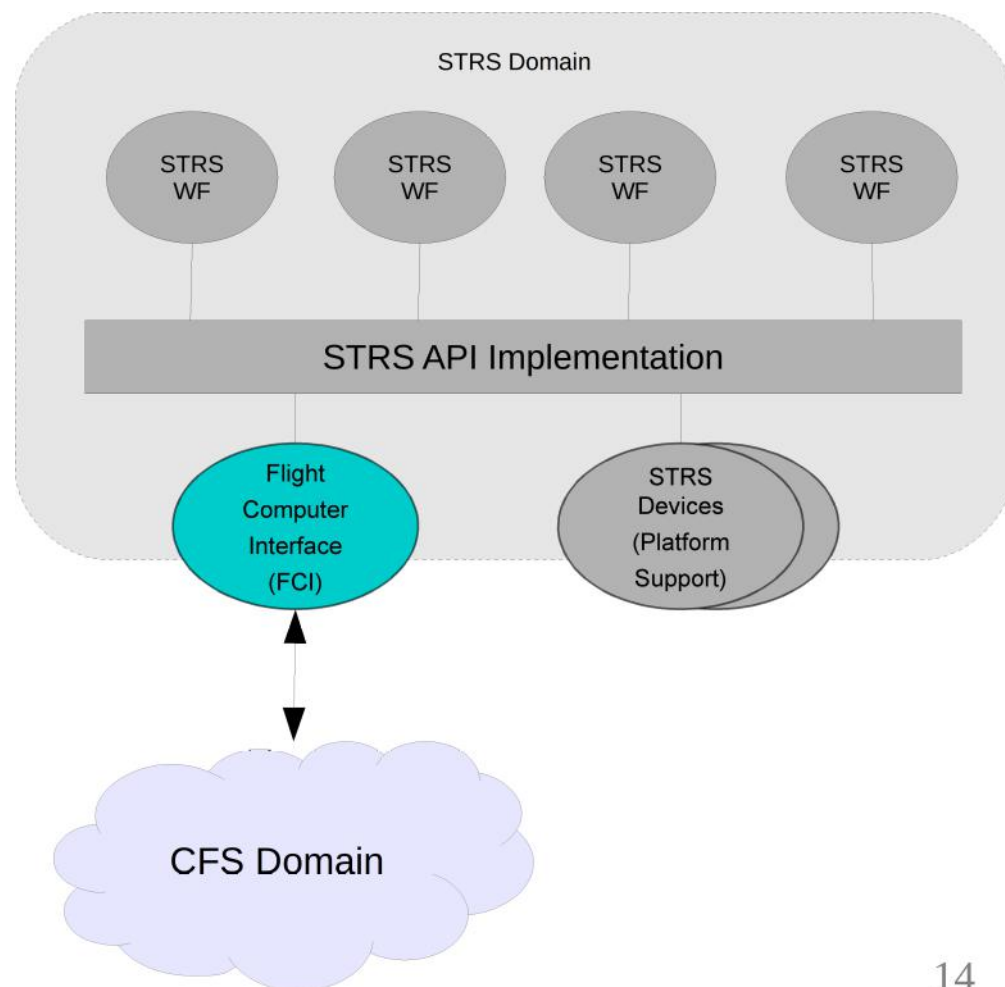 STRS Domain
STRS
WF
STRS
WF
STRS
WF
STRS
WF
STRS API Implementation
Flight
Computer
Interface
(FCI)
STRS
Devices
(Platform
Support)
CFS Domain
14